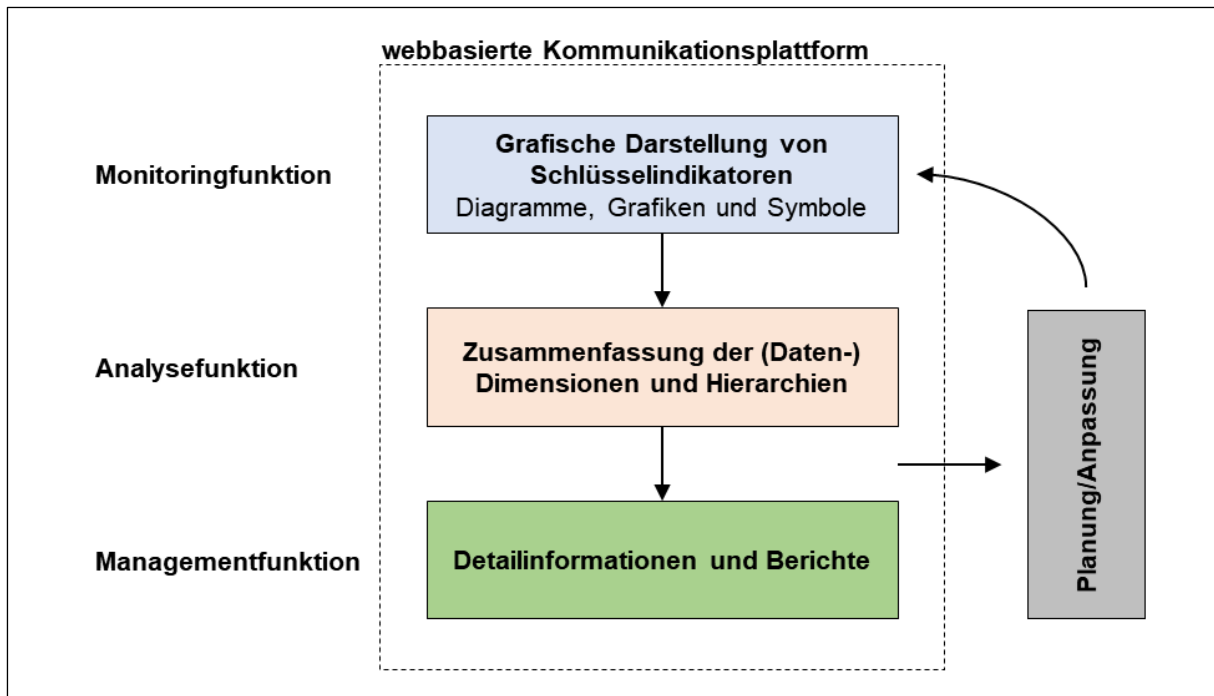 webbasierte Kommunikationsplattform
Monitoringfunktion
Grafische Darstellung von
Schlüsselindikatoren
Diagramme, Grafiken und Symbole
Analysefunktion
Zusammenfassung der (Daten-)
Dimensionen und Hierarchien
Managementfunktion
Detailinformationen und Berichte
Planung/Anpassung